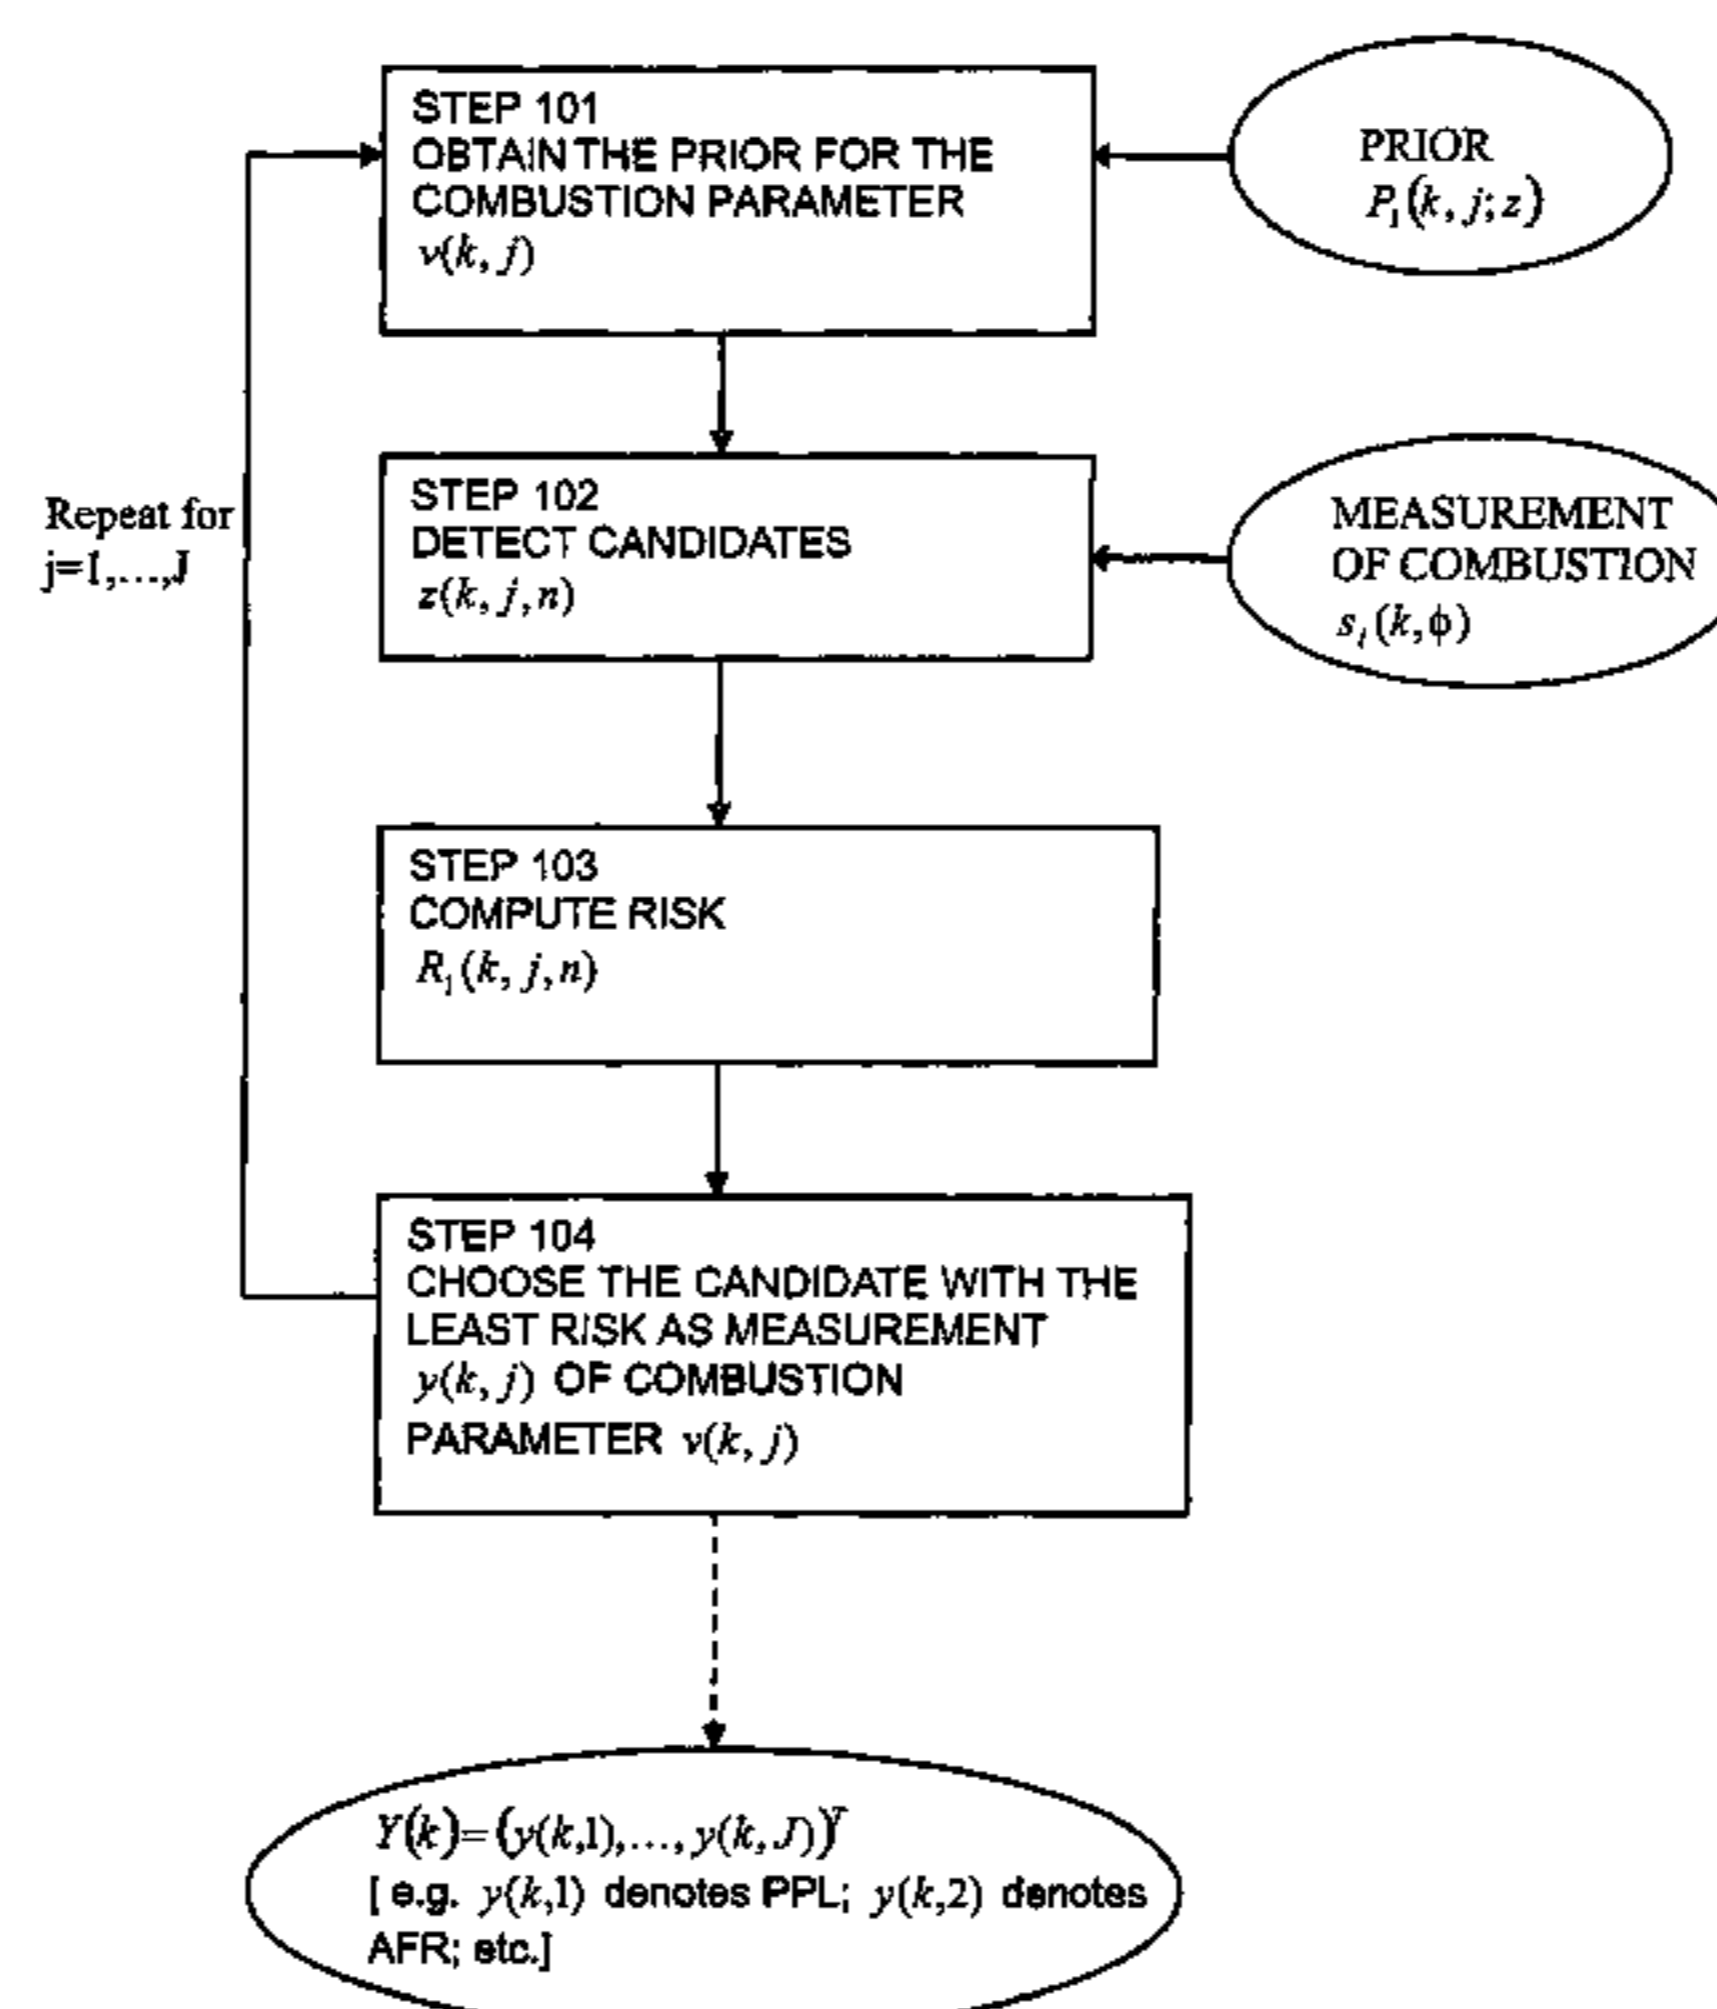 STEP 101
OBTAIN THE PRIOR FOR THE
COMBUSTION PARAMETER
v(k, j)
PRIOR
P₁(k, j; z)
Repeat for
j=1,...,J
STEP 102
DETECT CANDIDATES
z(k, j, n)
MEASUREMENT
OF COMBUSTION
sᵢ(k, ϕ)
STEP 103
COMPUTE RISK
R₁(k, j, n)
STEP 104
CHOOSE THE CANDIDATE WITH THE
LEAST RISK AS MEASUREMENT
y(k, j) OF COMBUSTION
PARAMETER v(k, j)
Y(k)=(y(k,1),..., y(k, J))ᵀ
[ e.g. y(k,1) denotes PPL; y(k,2) denotes
AFR; etc.]